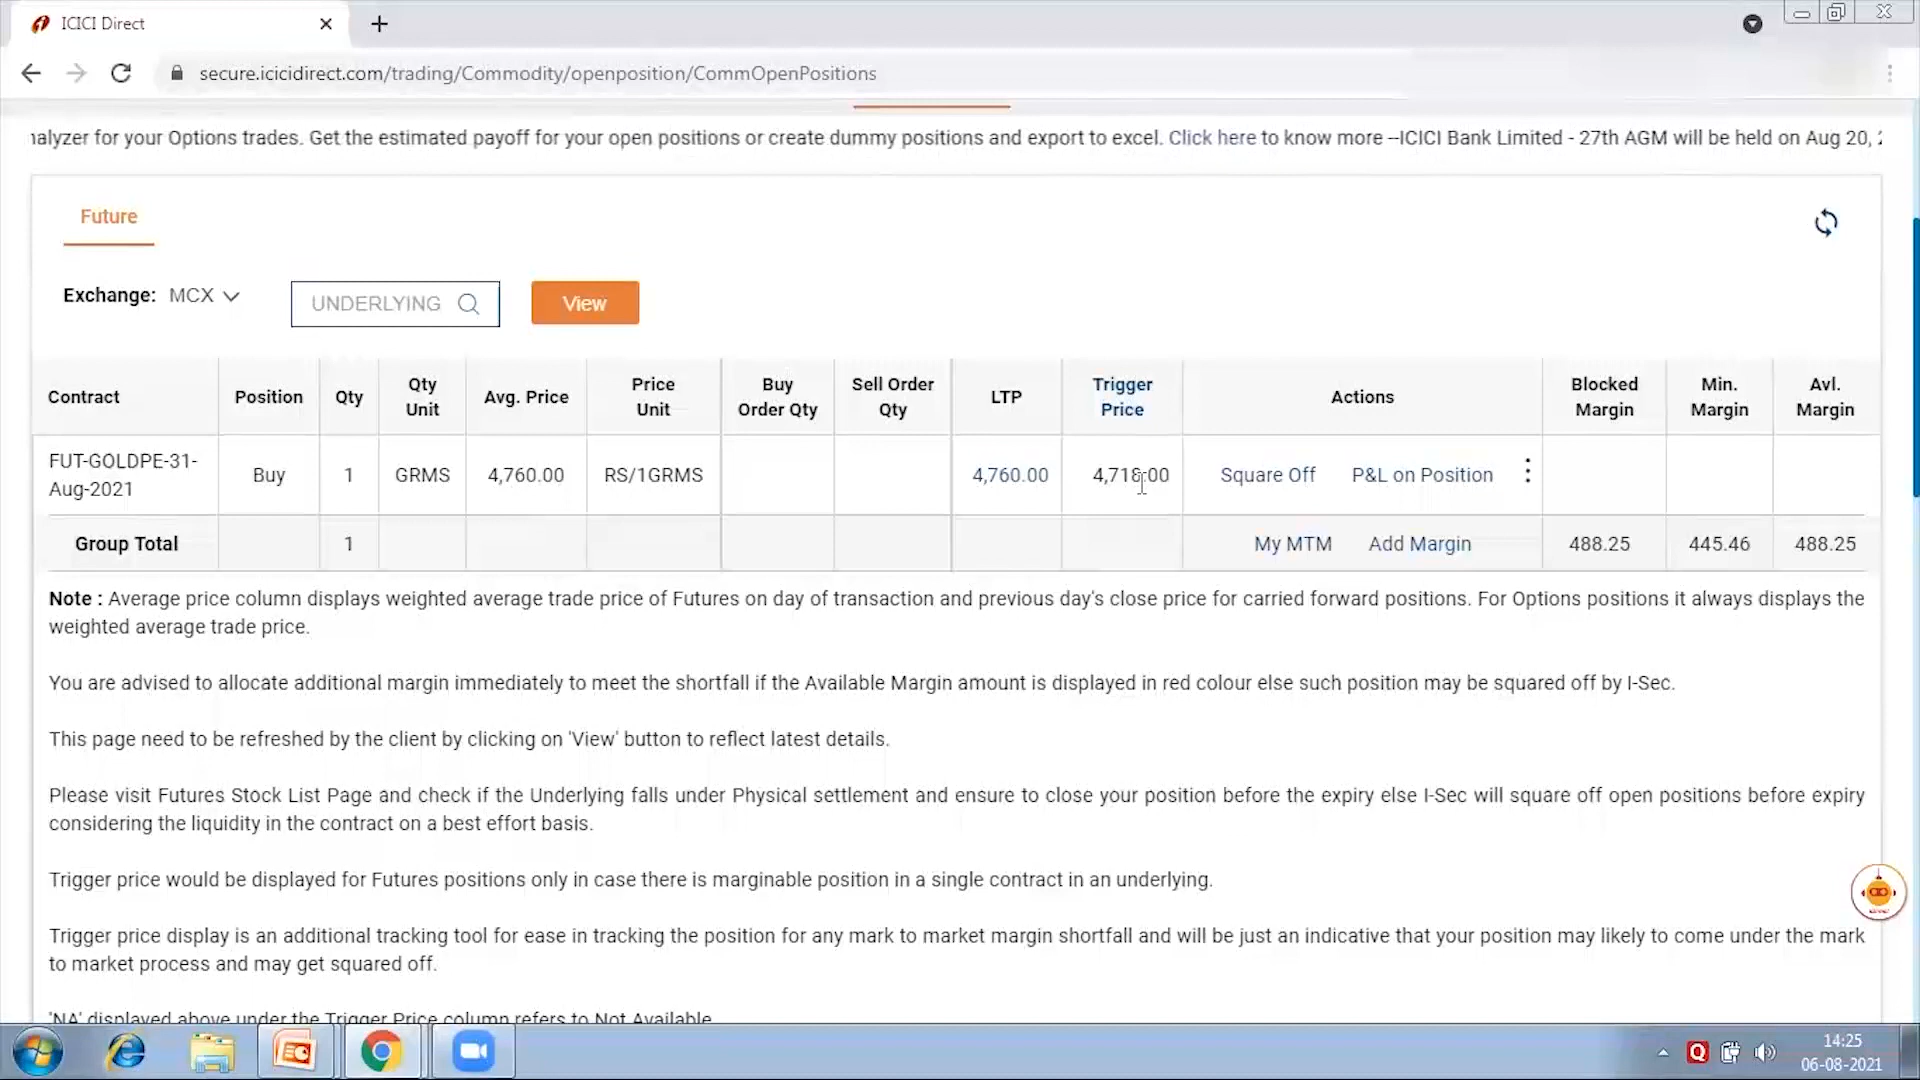 ICICI Direct
secure.icicidirect.com/trading/Commodity/openposition/CommOpenPositions
nalyzer for your Options trades. Get the estimated payoff for your open positions or create dummy positions and export to excel. Click here to know more --ICICI Bank Limited - 27th AGM will be held on Aug 20,
Future
Exchange: MCX
UNDERLYING
View
Contract Position Qty Qty Unit Avg. Price Price Unit Buy Order Qty Sell Order Qty LTP Trigger Price Actions Blocked Margin Min. Margin Avl. Margin
FUT-GOLDPE-31-
Aug-2021 Buy 1 GRMS 4,760.00 RS/1GRMS 4,760.00 4,718.00 Square Off P&L on Position
Group Total 1 My MTM Add Margin 488.25 445.46 488.25
Note : Average price column displays weighted average trade price of Futures on day of transaction and previous day's close price for carried forward positions. For Options positions it always displays the
weighted average trade price.
You are advised to allocate additional margin immediately to meet the shortfall if the Available Margin amount is displayed in red colour else such position may be squared off by I-Sec.
This page need to be refreshed by the client by clicking on 'View' button to reflect latest details.
Please visit Futures Stock List Page and check if the Underlying falls under Physical settlement and ensure to close your position before the expiry else I-Sec will square off open positions before expiry
considering the liquidity in the contract on a best effort basis.
Trigger price would be displayed for Futures positions only in case there is marginable position in a single contract in an underlying.
Trigger price display is an additional tracking tool for ease in tracking the position for any mark to market margin shortfall and will be just an indicative that your position may likely to come under the mark
to market process and may get squared off.
'NA' displayed above under the Trigger Price column refers to Not Available
14:25
06-08-2021